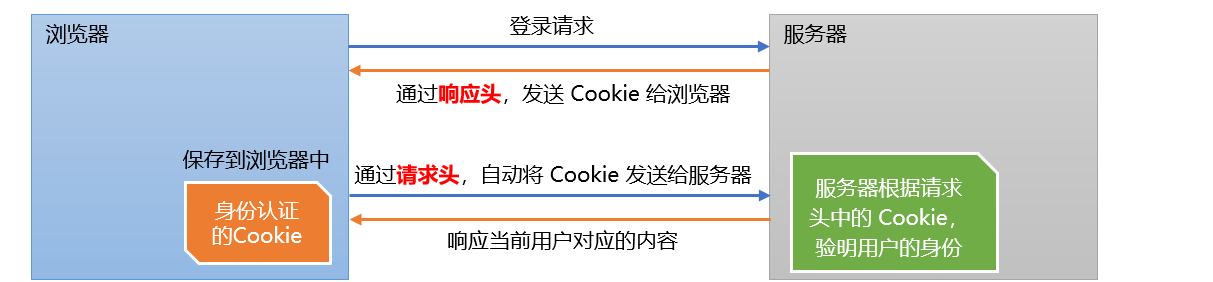 浏览器
登录请求
服务器
通过响应头，发送 Cookie 给浏览器
保存到浏览器中
通过请求头，自动将 Cookie 发送给服务器
身份认证
的Cookie
服务器根据请求
头中的 Cookie，
验明用户的身份
响应当前用户对应的内容